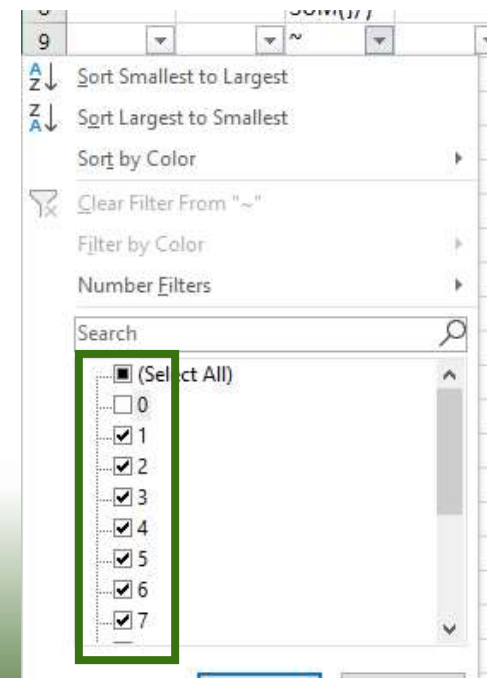 9 ~
Sort Smallest to Largest
Sort Largest to Smallest
Sort by Color
Clear Filter From "~"
Filter by Color
Number Filters
Search
(Select All)
0
1
2
3
4
5
6
7